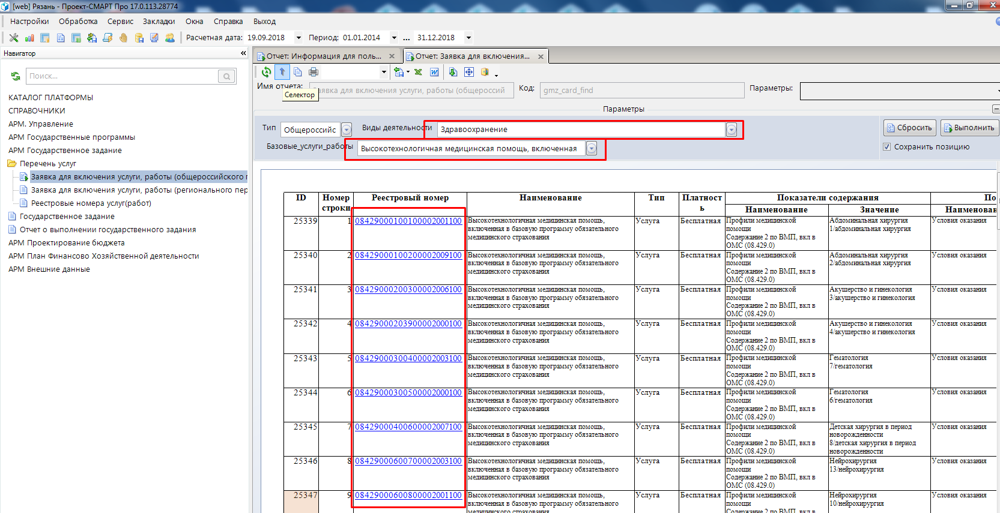 [web] Рязань - Проект-СМАРТ Про 17.0.113.28774
Настройки Обработка Сервис Закладки Окна Справка Выход
Расчетная дата: 19.09.2018 Период: 01.01.2014 ... 31.12.2018
Навигатор «
Поиск...
КАТАЛОГ ПЛАТФОРМЫ
СПРАВОЧНИКИ
АРМ. Управление
АРМ Государственные программы
АРМ Государственное задание
Перечень услуг
Заявка для включения услуги, работы (общероссийского г
Заявка для включения услуги, работы (регионального пер
Реестровые номера услуг(работ)
Государственное задание
Отчет о выполнении государственного задания
АРМ Проектирование бюджета
АРМ План Финансово Хозяйственной деятельности
АРМ Внешние данные
Отчет: Информация для поль... Отчет: Заявка для включения...
Имя отчета: Заявка для включения услуги, работы (общероссий Код: gmz_card_find Параметры:
Селектор
Параметры
Тип Общероссийс Виды деятельности Здравоохранение Сбросить Выполнить
Базовые_услуги_работы Высокотехнологичная медицинская помощь, включенная Сохранить позицию
ID Номер строки Реестровый номер Наименование Тип Платность Показатели содержания По
Наименование Значение Наименован
25339 1 08429000100100002001100 Высокотехнологичная медицинская помощь, Услуга Бесплатная Профили медицинской Абдоминальная хирургия Условия оказания
включенная в базовую программу обязательного помощи 1/абдоминальная хирургия
медицинского страхования Содержание 2 по ВМП, вкл в
ОМС (08.429.0)
25340 2 08429000100200002009100 Высокотехнологичная медицинская помощь, Услуга Бесплатная Профили медицинской Абдоминальная хирургия Условия оказания
включенная в базовую программу обязательного помощи 2/абдоминальная хирургия
медицинского страхования Содержание 2 по ВМП, вкл в
ОМС (08.429.0)
25341 3 08429000200300002006100 Высокотехнологичная медицинская помощь, Услуга Бесплатная Профили медицинской Акушерство и гинекология Условия оказания
включенная в базовую программу обязательного помощи 3/акушерство и гинекология
медицинского страхования Содержание 2 по ВМП, вкл в
ОМС (08.429.0)
25342 4 08429000203900002000100 Высокотехнологичная медицинская помощь, Услуга Бесплатная Профили медицинской Акушерство и гинекология Условия оказания
включенная в базовую программу обязательного помощи 4/акушерство и гинекология
медицинского страхования Содержание 2 по ВМП, вкл в
ОМС (08.429.0)
25343 5 08429000300400002003100 Высокотехнологичная медицинская помощь, Услуга Бесплатная Профили медицинской Гематология Условия оказания
включенная в базовую программу обязательного помощи 7/гематология
медицинского страхования Содержание 2 по ВМП, вкл в
ОМС (08.429.0)
25344 6 08429000300500002000100 Высокотехнологичная медицинская помощь, Услуга Бесплатная Профили медицинской Гематология Условия оказания
включенная в базовую программу обязательного помощи 6/гематология
медицинского страхования Содержание 2 по ВМП, вкл в
ОМС (08.429.0)
25345 7 08429000400600002007100 Высокотехнологичная медицинская помощь, Услуга Бесплатная Профили медицинской Детская хирургия в период Условия оказания
включенная в базовую программу обязательного помощи новорожденности
медицинского страхования Содержание 2 по ВМП, вкл в 8/детская хирургия в период
ОМС (08.429.0) новорожденности
25346 8 08429000600700002003100 Высокотехнологичная медицинская помощь, Услуга Бесплатная Профили медицинской Нейрохирургия Условия оказания
включенная в базовую программу обязательного помощи 13/нейрохирургия
медицинского страхования Содержание 2 по ВМП, вкл в
ОМС (08.429.0)
25347 9 08429000600800002001100 Высокотехнологичная медицинская помощь, Услуга Бесплатная Профили медицинской Нейрохирургия Условия оказания
включенная в базовую программу обязательного помощи 10/нейрохирургия
медицинского страхования Содержание 2 по ВМП, вкл в